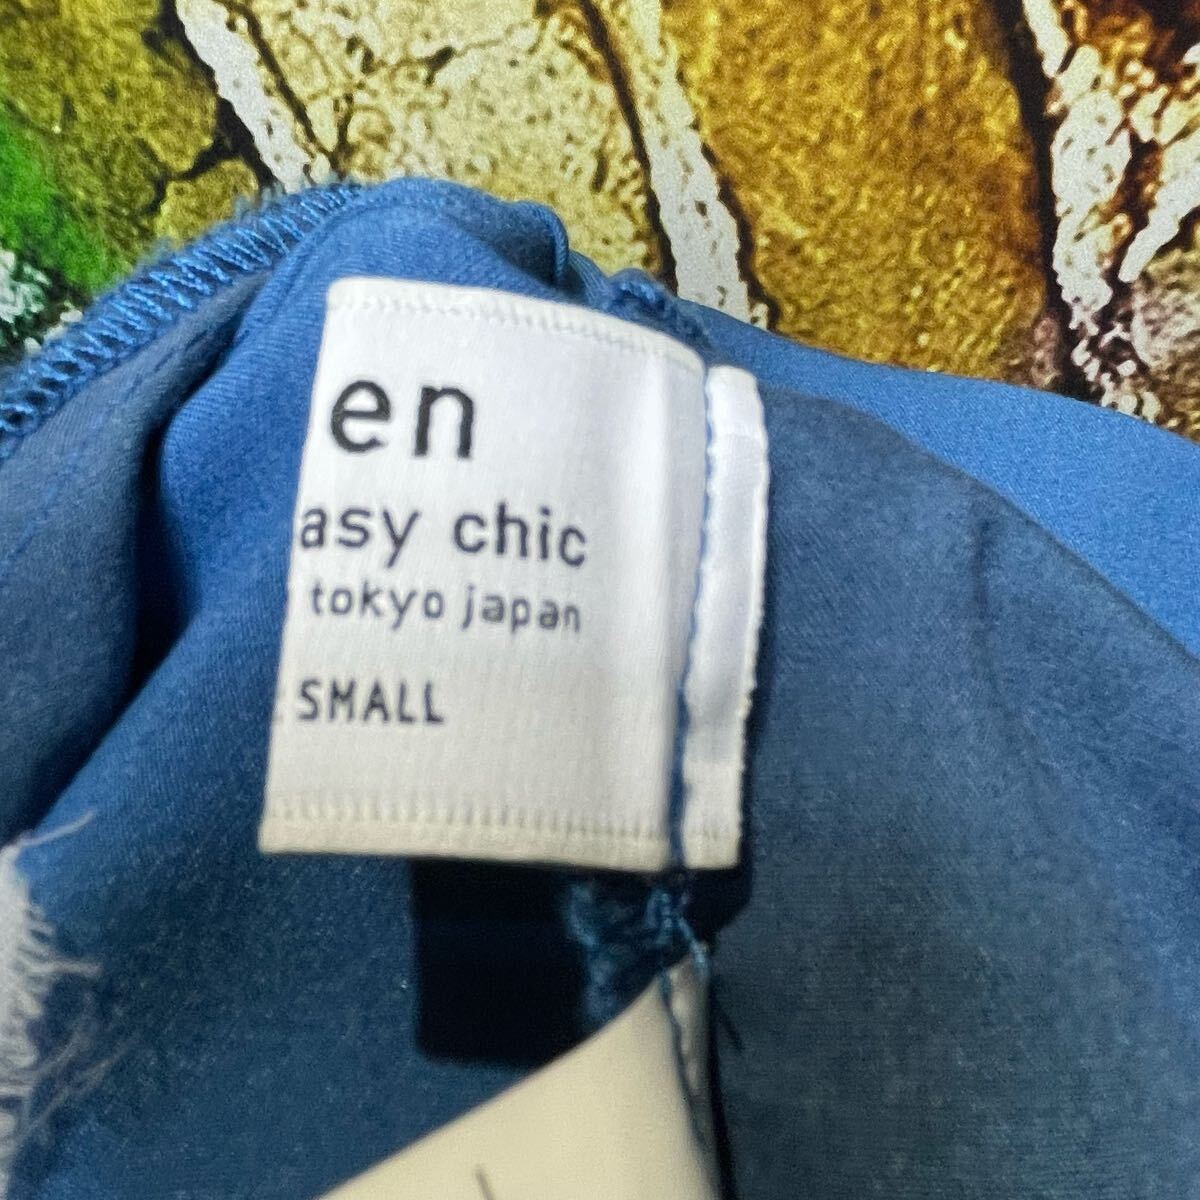 en
asy chic
tokyo japan
SMALL